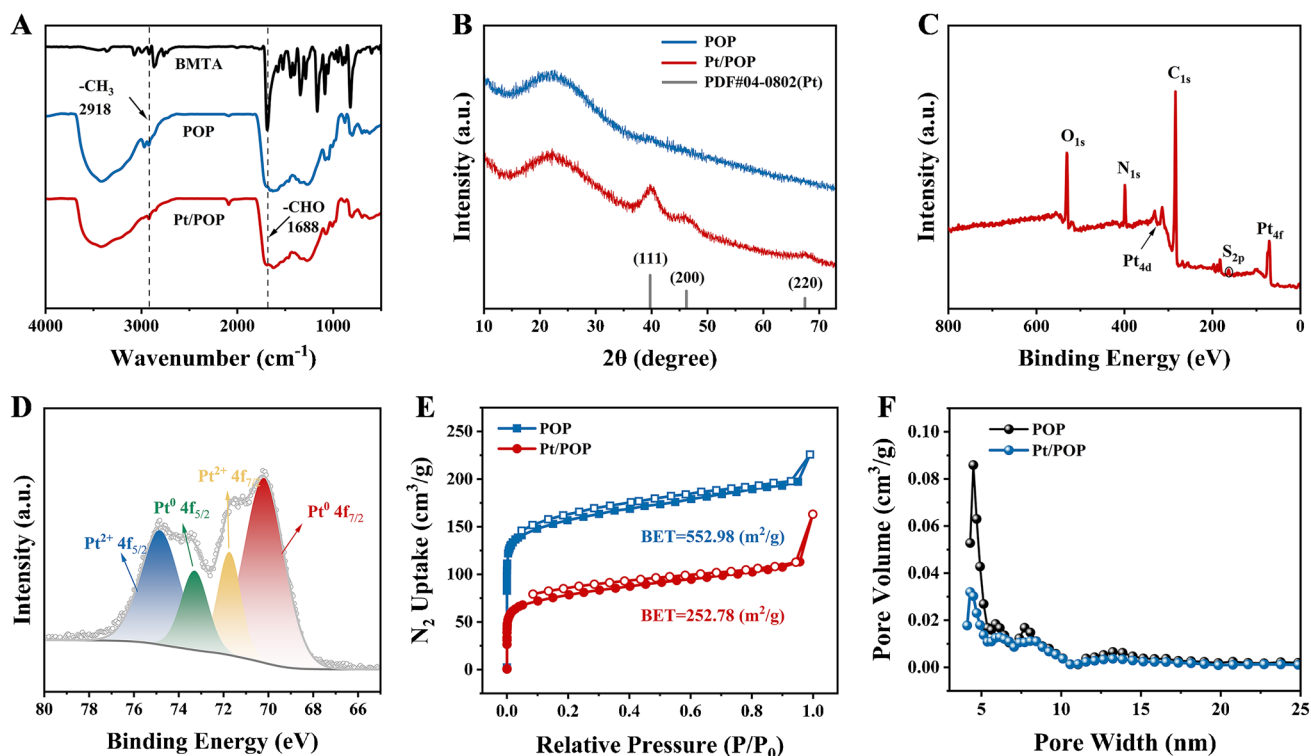 A
BMTA
-CH₃
2918
POP
Pt/POP
-CHO
1688
4000 3000 2000 1000
Wavenumber (cm⁻¹)
B
POP
Pt/POP
PDF#04-0802(Pt)
Intensity (a.u.)
(111)
(200)
(220)
10 20 30 40 50 60 70
2θ (degree)
C
C₁ₛ
O₁ₛ
N₁ₛ
Pt₄d
S₂p
Pt₄f
Intensity (a.u.)
800 600 400 200 0
Binding Energy (eV)
D
Pt²⁺ 4f₇
Pt⁰ 4f₅/₂
Pt²⁺ 4f₅/₂
Pt⁰ 4f₇/₂
Intensity (a.u.)
80 78 76 74 72 70 68 66
Binding Energy (eV)
E
POP
Pt/POP
250
200
150
100
50
0
N₂ Uptake (cm³/g)
BET=552.98 (m²/g)
BET=252.78 (m²/g)
0.0 0.2 0.4 0.6 0.8 1.0
Relative Pressure (P/P₀)
F
POP
Pt/POP
0.10
0.08
0.06
0.04
0.02
0.00
Pore Volume (cm³/g)
5 10 15 20 25
Pore Width (nm)